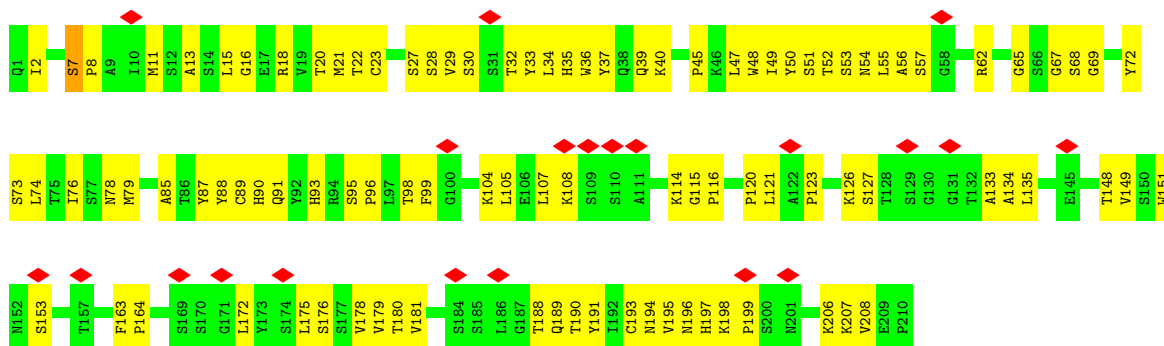 Q1 I2 S7 P8 A9 I10 M11 S12 A13 S14 L15 G16 E17 R18 V19 T20 M21 T22 C23 S27 S28 V29 S30 S31 T32 Y33 L34 H35 W36 Y37 Q38 Q39 K40 P45 K46 L47 W48 I49 Y50 S51 T52 S53 N54 L55 A56 S57 G58 R62 G65 S66 G67 S68 G69 Y72
S73 L74 T75 I76 S77 N78 M79 A85 T86 Y87 Y88 C89 H90 Q91 Y92 H93 R94 S95 P96 L97 T98 F99 G100 K104 L105 E106 L107 K108 S109 S110 A111 K114 G115 P116 P120 L121 A122 P123 K126 S127 T128 S129 G130 G131 T132 A133 A134 L135 E145 T148 V149 S150 W151
N152 S153 T157 F163 P164 S169 S170 G171 L172 Y173 S174 L175 S176 S177 V178 V179 T180 V181 S184 S185 L186 G187 T188 Q189 T190 Y191 I192 C193 N194 V195 N196 H197 K198 P199 S200 N201 K206 K207 V208 E209 P210